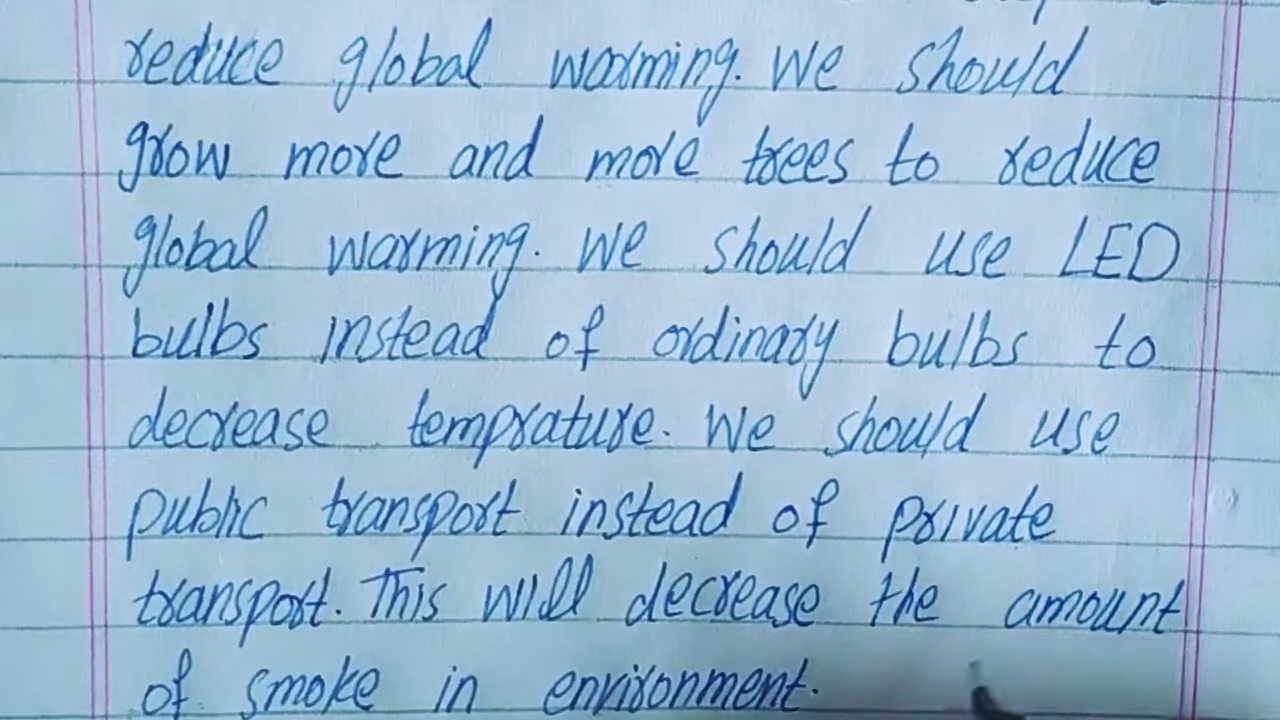 reduce global warming. We should
grow more and more trees to reduce
global warming. We should use LED
bulbs instead of ordinary bulbs to
decrease temprature. We should use
public transport instead of private
transport. This will decrease the amount
of smoke in environment.